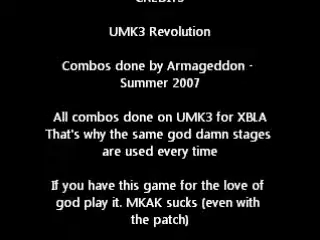 CREDITS
UMK3 Revolution
Combos done by Armageddon -
Summer 2007
All combos done on UMK3 for XBLA
That's why the same god damn stages
are used every time
If you have this game for the love of
god play it. MKAK sucks (even with
the patch)